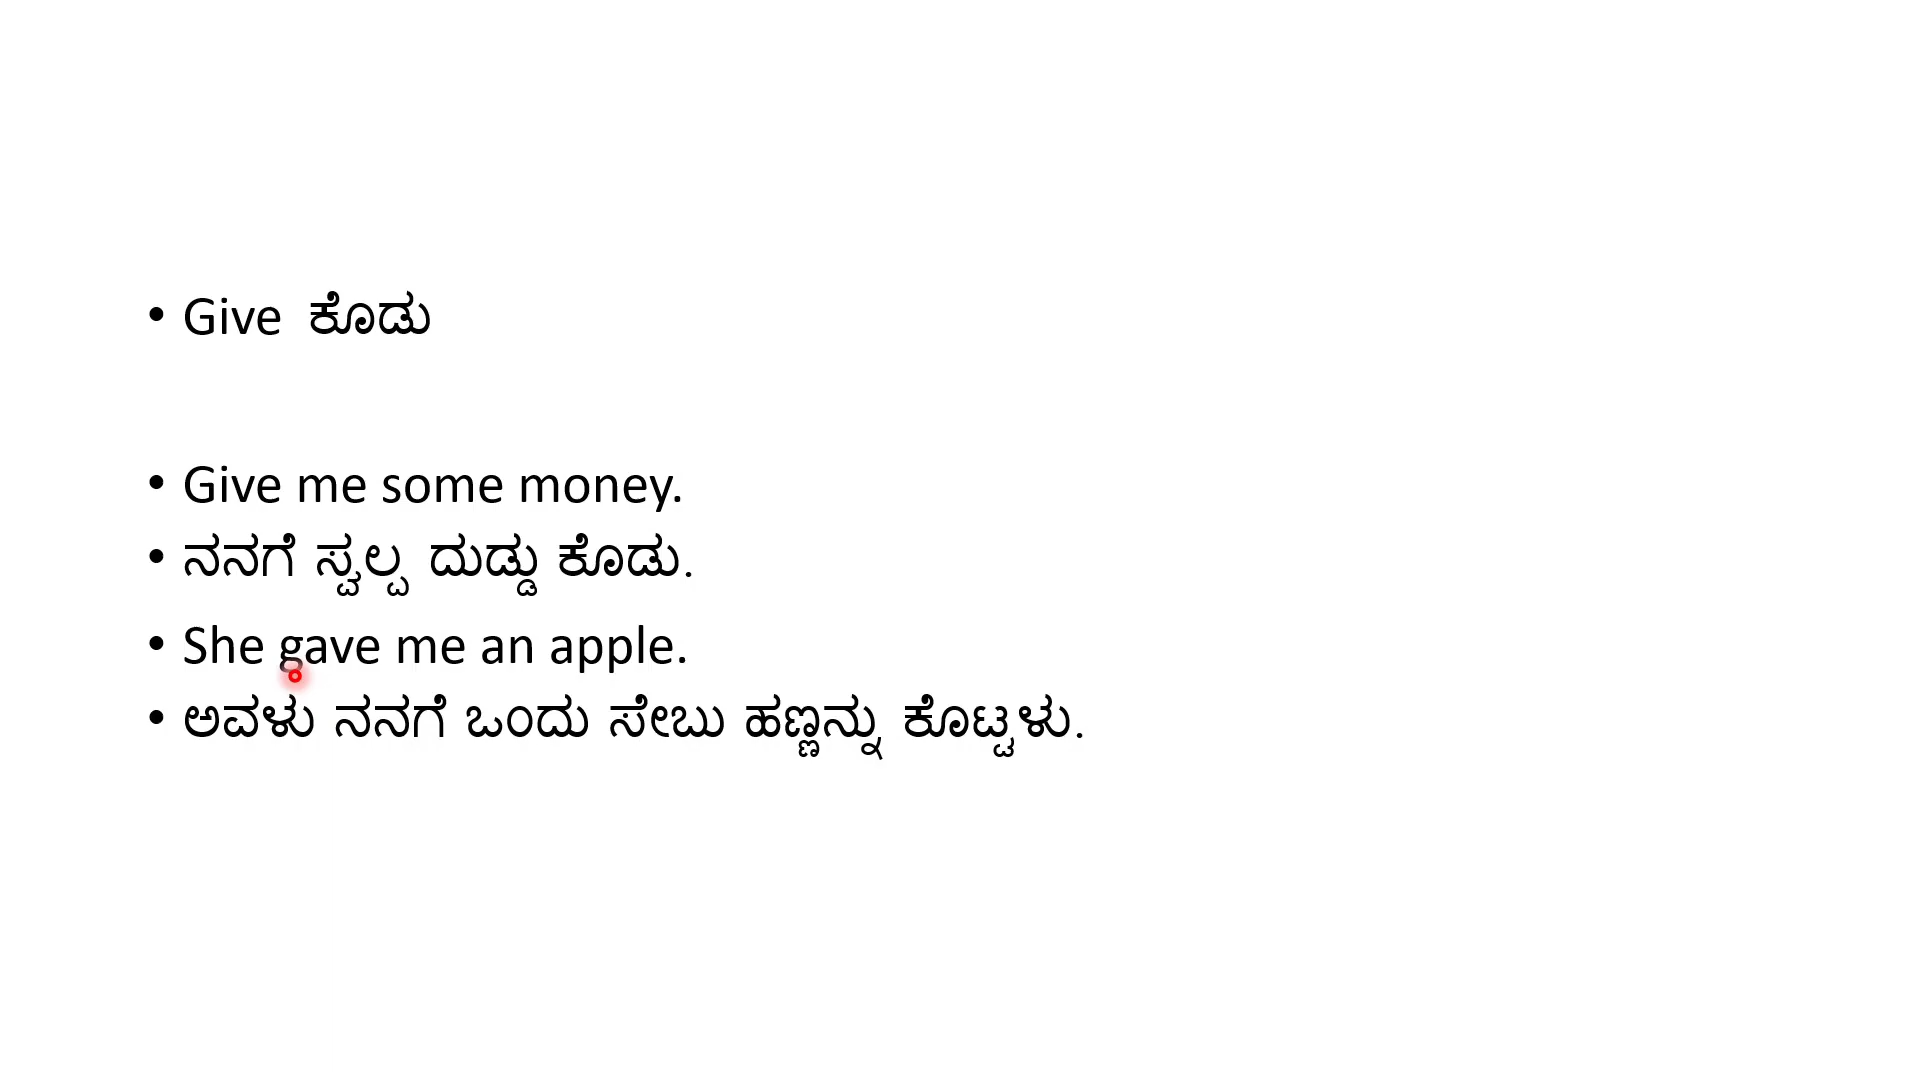 • Give ಕೊಡು
• Give me some money.
• ನನಗೆ ಸ್ವಲ್ಪ ದುಡ್ಡು ಕೊಡು.
• She gave me an apple.
• ಅವಳು ನನಗೆ ಒಂದು ಸೇಬು ಹಣ್ಣನ್ನು ಕೊಟ್ಟಳು.